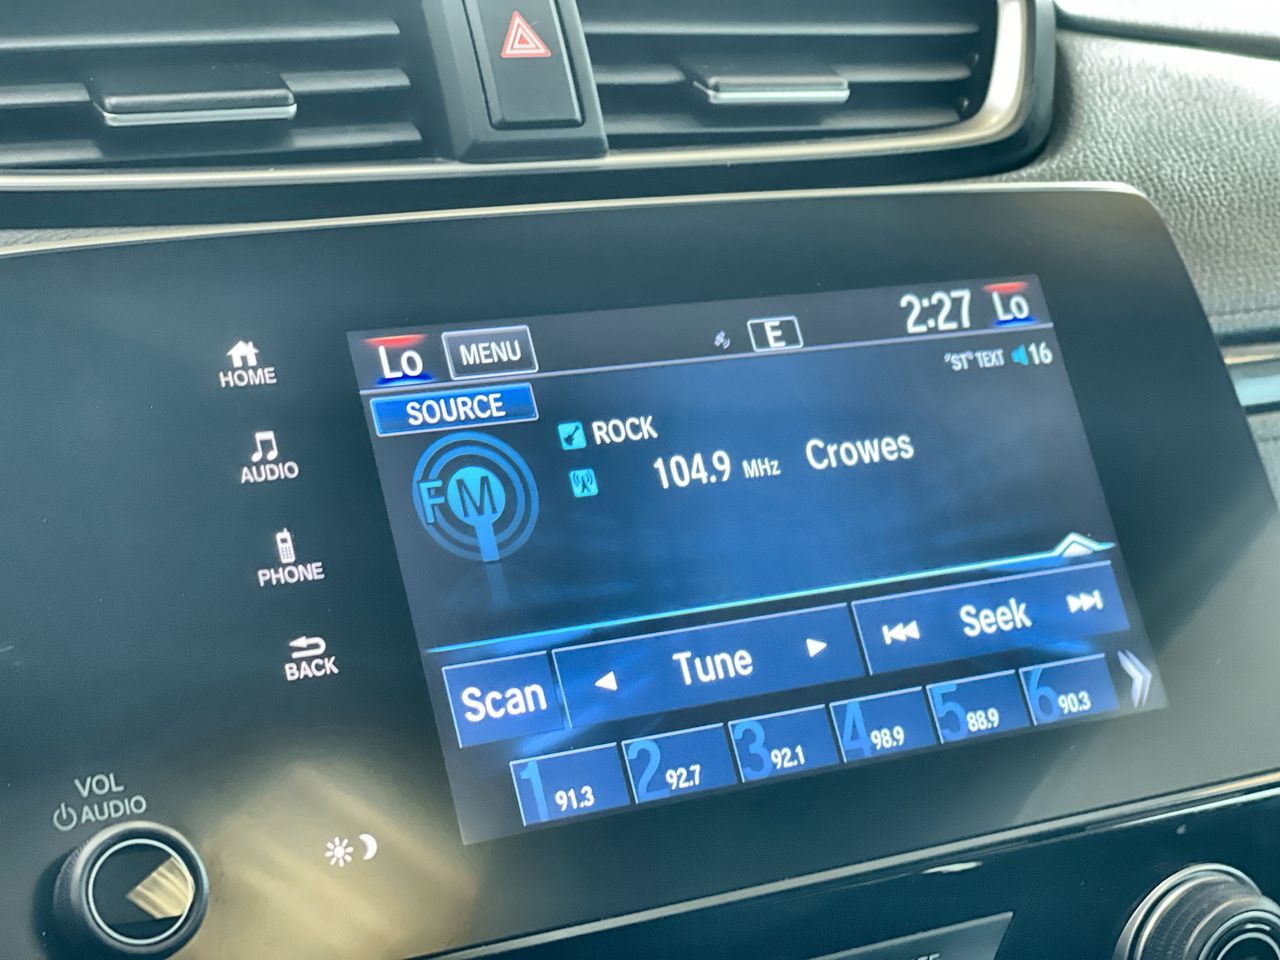 HOME
AUDIO
PHONE
BACK
VOL
AUDIO
Lo
MENU
E
2:27
Lo
"ST" TEXT
16
SOURCE
FM
ROCK
104.9 MHz
Crowes
Scan
Tune
Seek
1 91.3
2 92.7
3 92.1
4 98.9
5 88.9
6 90.3